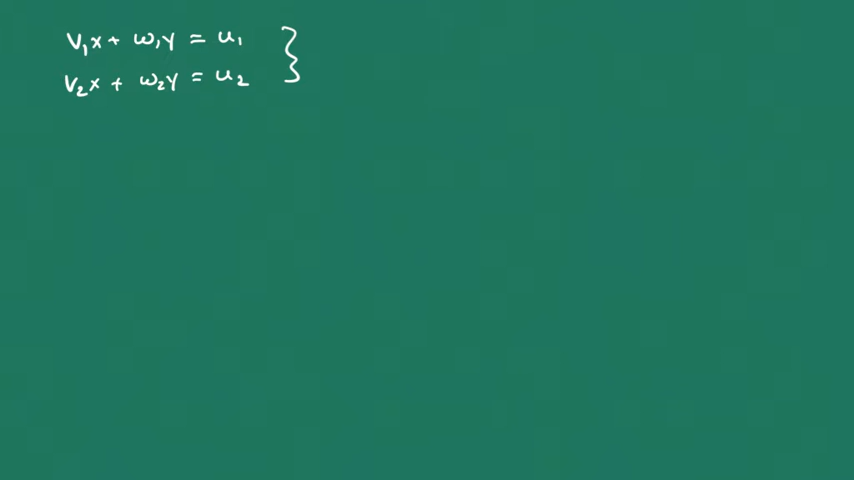 v₁x + w₁y = u₁
v₂x + w₂y = u₂